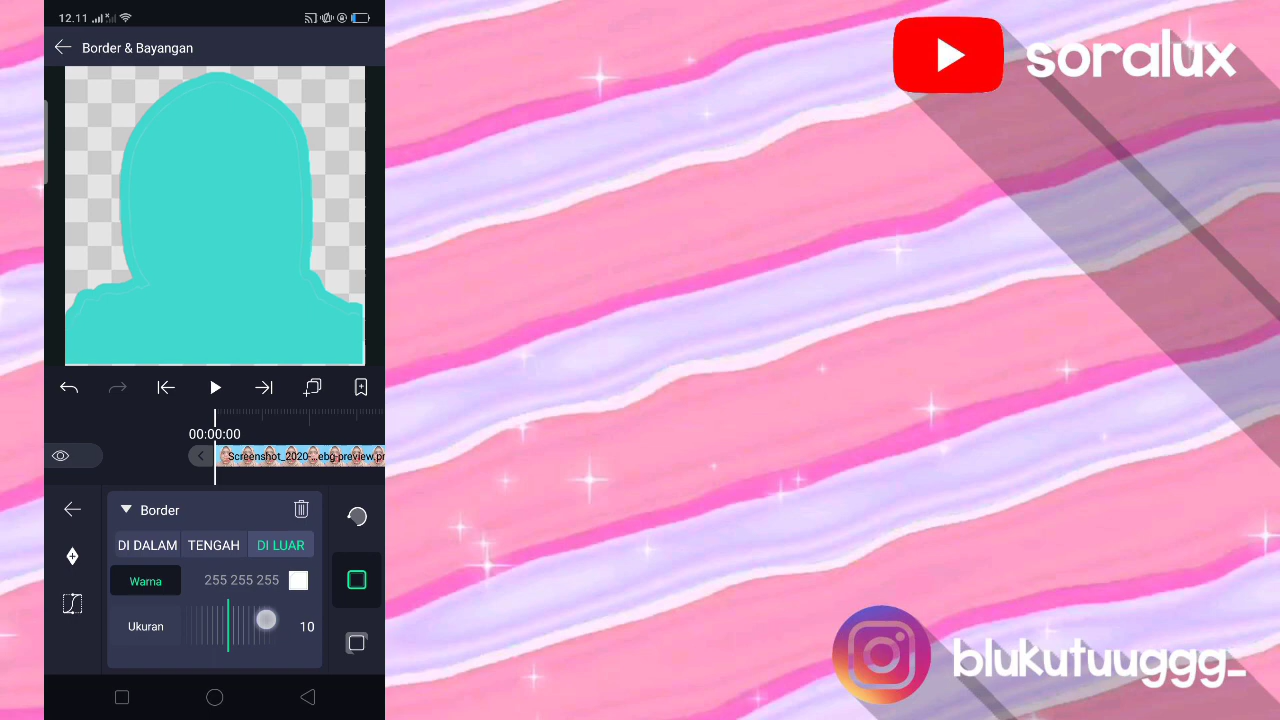 12.11
Border & Bayangan
soralux
00:00:00
Screenshot_2020-...ebg-preview.pr
Border
DI DALAM TENGAH DI LUAR
Warna 255 255 255
Ukuran 10
blukutuuggg_